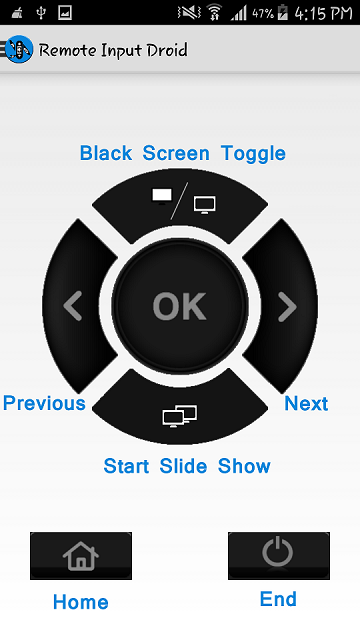 47% 4:15 PM
Remote Input Droid
Black Screen Toggle
OK
Previous
Next
Start Slide Show
Home
End